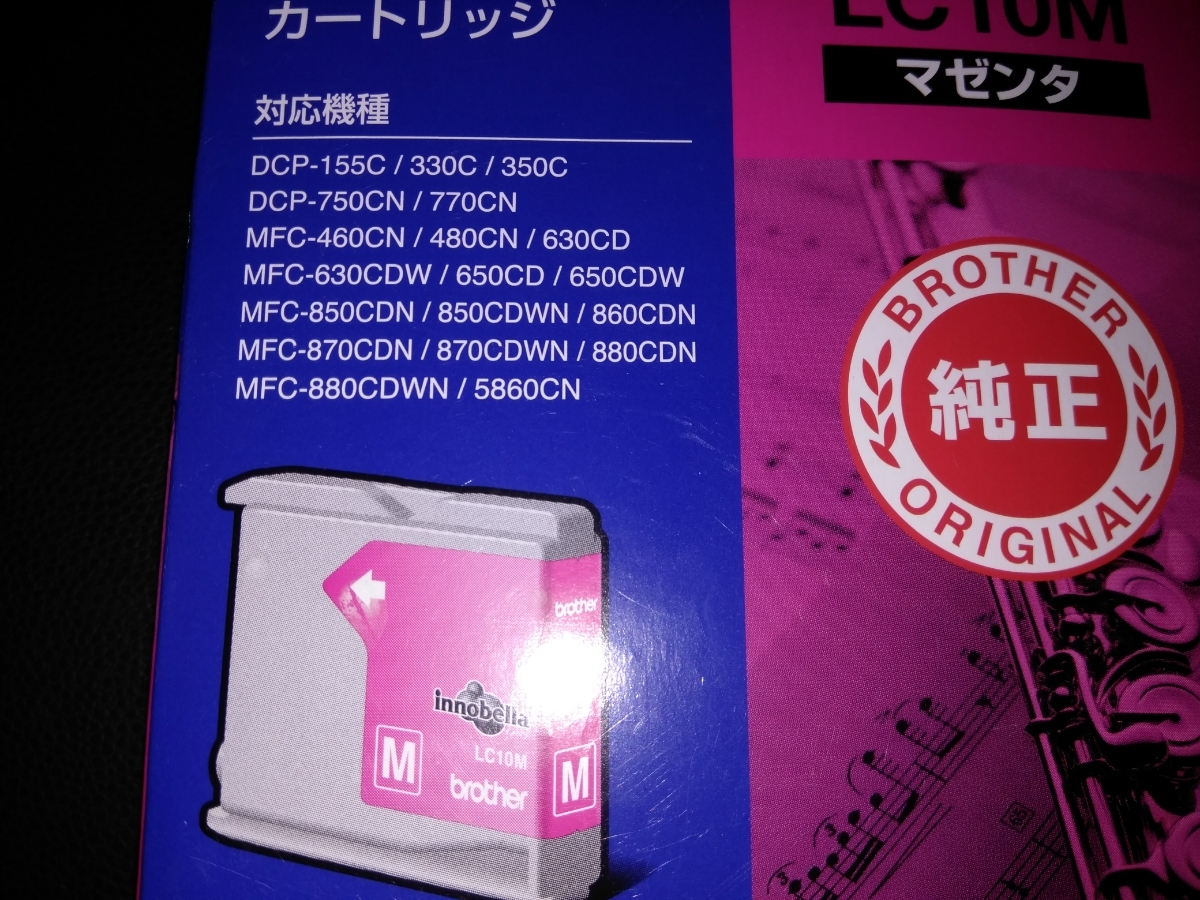 カートリッジ
LC10M
マゼンタ
対応機種
DCP-155C / 330C / 350C
DCP-750CN / 770CN
MFC-460CN / 480CN / 630CD
MFC-630CDW / 650CD / 650CDW
MFC-850CDN / 850CDWN / 860CDN
MFC-870CDN / 870CDWN / 880CDN
MFC-880CDWN / 5860CN
BROTHER
純正
ORIGINAL
brother
innobella
LC10M
M
brother
M